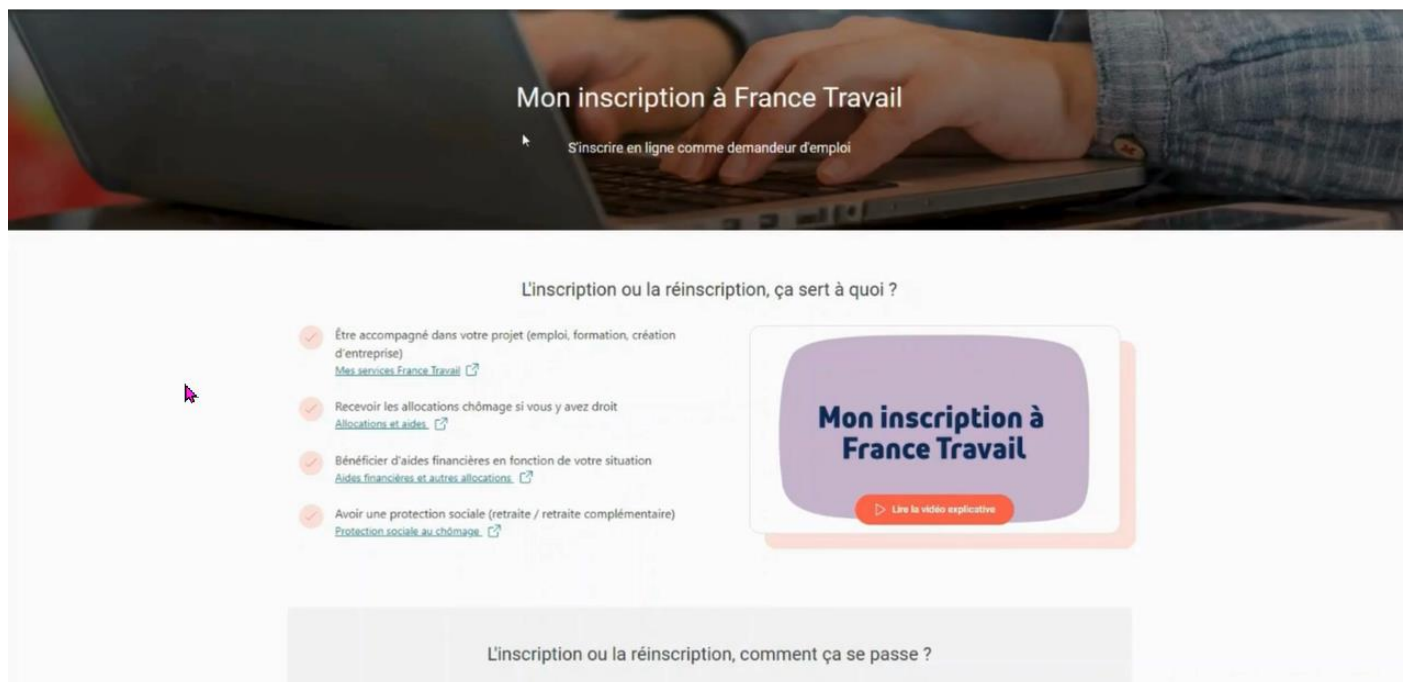 Mon inscription à France Travail
S'inscrire en ligne comme demandeur d'emploi
L'inscription ou la réinscription, ça sert à quoi ?
Être accompagné dans votre projet (emploi, formation, création
d'entreprise)
Mes services France Travail
Recevoir les allocations chômage si vous y avez droit
Allocations et aides
Bénéficier d'aides financières en fonction de votre situation
Aides financières et autres allocations
Avoir une protection sociale (retraite / retraite complémentaire)
Protection sociale au chômage
Mon inscription à
France Travail
Lire la vidéo explicative
L'inscription ou la réinscription, comment ça se passe ?